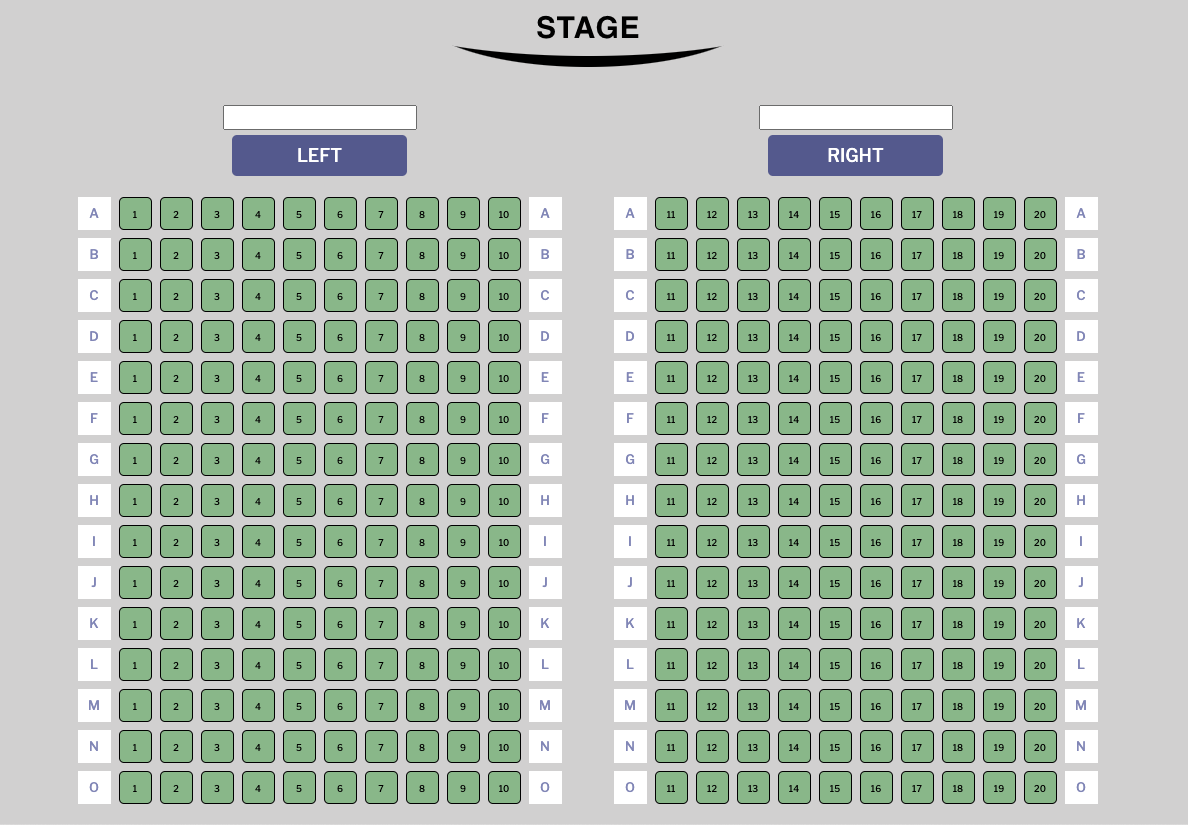 STAGE
LEFT RIGHT
A 1 2 3 4 5 6 7 8 9 10 A A 11 12 13 14 15 16 17 18 19 20 A
B 1 2 3 4 5 6 7 8 9 10 B B 11 12 13 14 15 16 17 18 19 20 B
C 1 2 3 4 5 6 7 8 9 10 C C 11 12 13 14 15 16 17 18 19 20 C
D 1 2 3 4 5 6 7 8 9 10 D D 11 12 13 14 15 16 17 18 19 20 D
E 1 2 3 4 5 6 7 8 9 10 E E 11 12 13 14 15 16 17 18 19 20 E
F 1 2 3 4 5 6 7 8 9 10 F F 11 12 13 14 15 16 17 18 19 20 F
G 1 2 3 4 5 6 7 8 9 10 G G 11 12 13 14 15 16 17 18 19 20 G
H 1 2 3 4 5 6 7 8 9 10 H H 11 12 13 14 15 16 17 18 19 20 H
I 1 2 3 4 5 6 7 8 9 10 I I 11 12 13 14 15 16 17 18 19 20 I
J 1 2 3 4 5 6 7 8 9 10 J J 11 12 13 14 15 16 17 18 19 20 J
K 1 2 3 4 5 6 7 8 9 10 K K 11 12 13 14 15 16 17 18 19 20 K
L 1 2 3 4 5 6 7 8 9 10 L L 11 12 13 14 15 16 17 18 19 20 L
M 1 2 3 4 5 6 7 8 9 10 M M 11 12 13 14 15 16 17 18 19 20 M
N 1 2 3 4 5 6 7 8 9 10 N N 11 12 13 14 15 16 17 18 19 20 N
O 1 2 3 4 5 6 7 8 9 10 O O 11 12 13 14 15 16 17 18 19 20 O